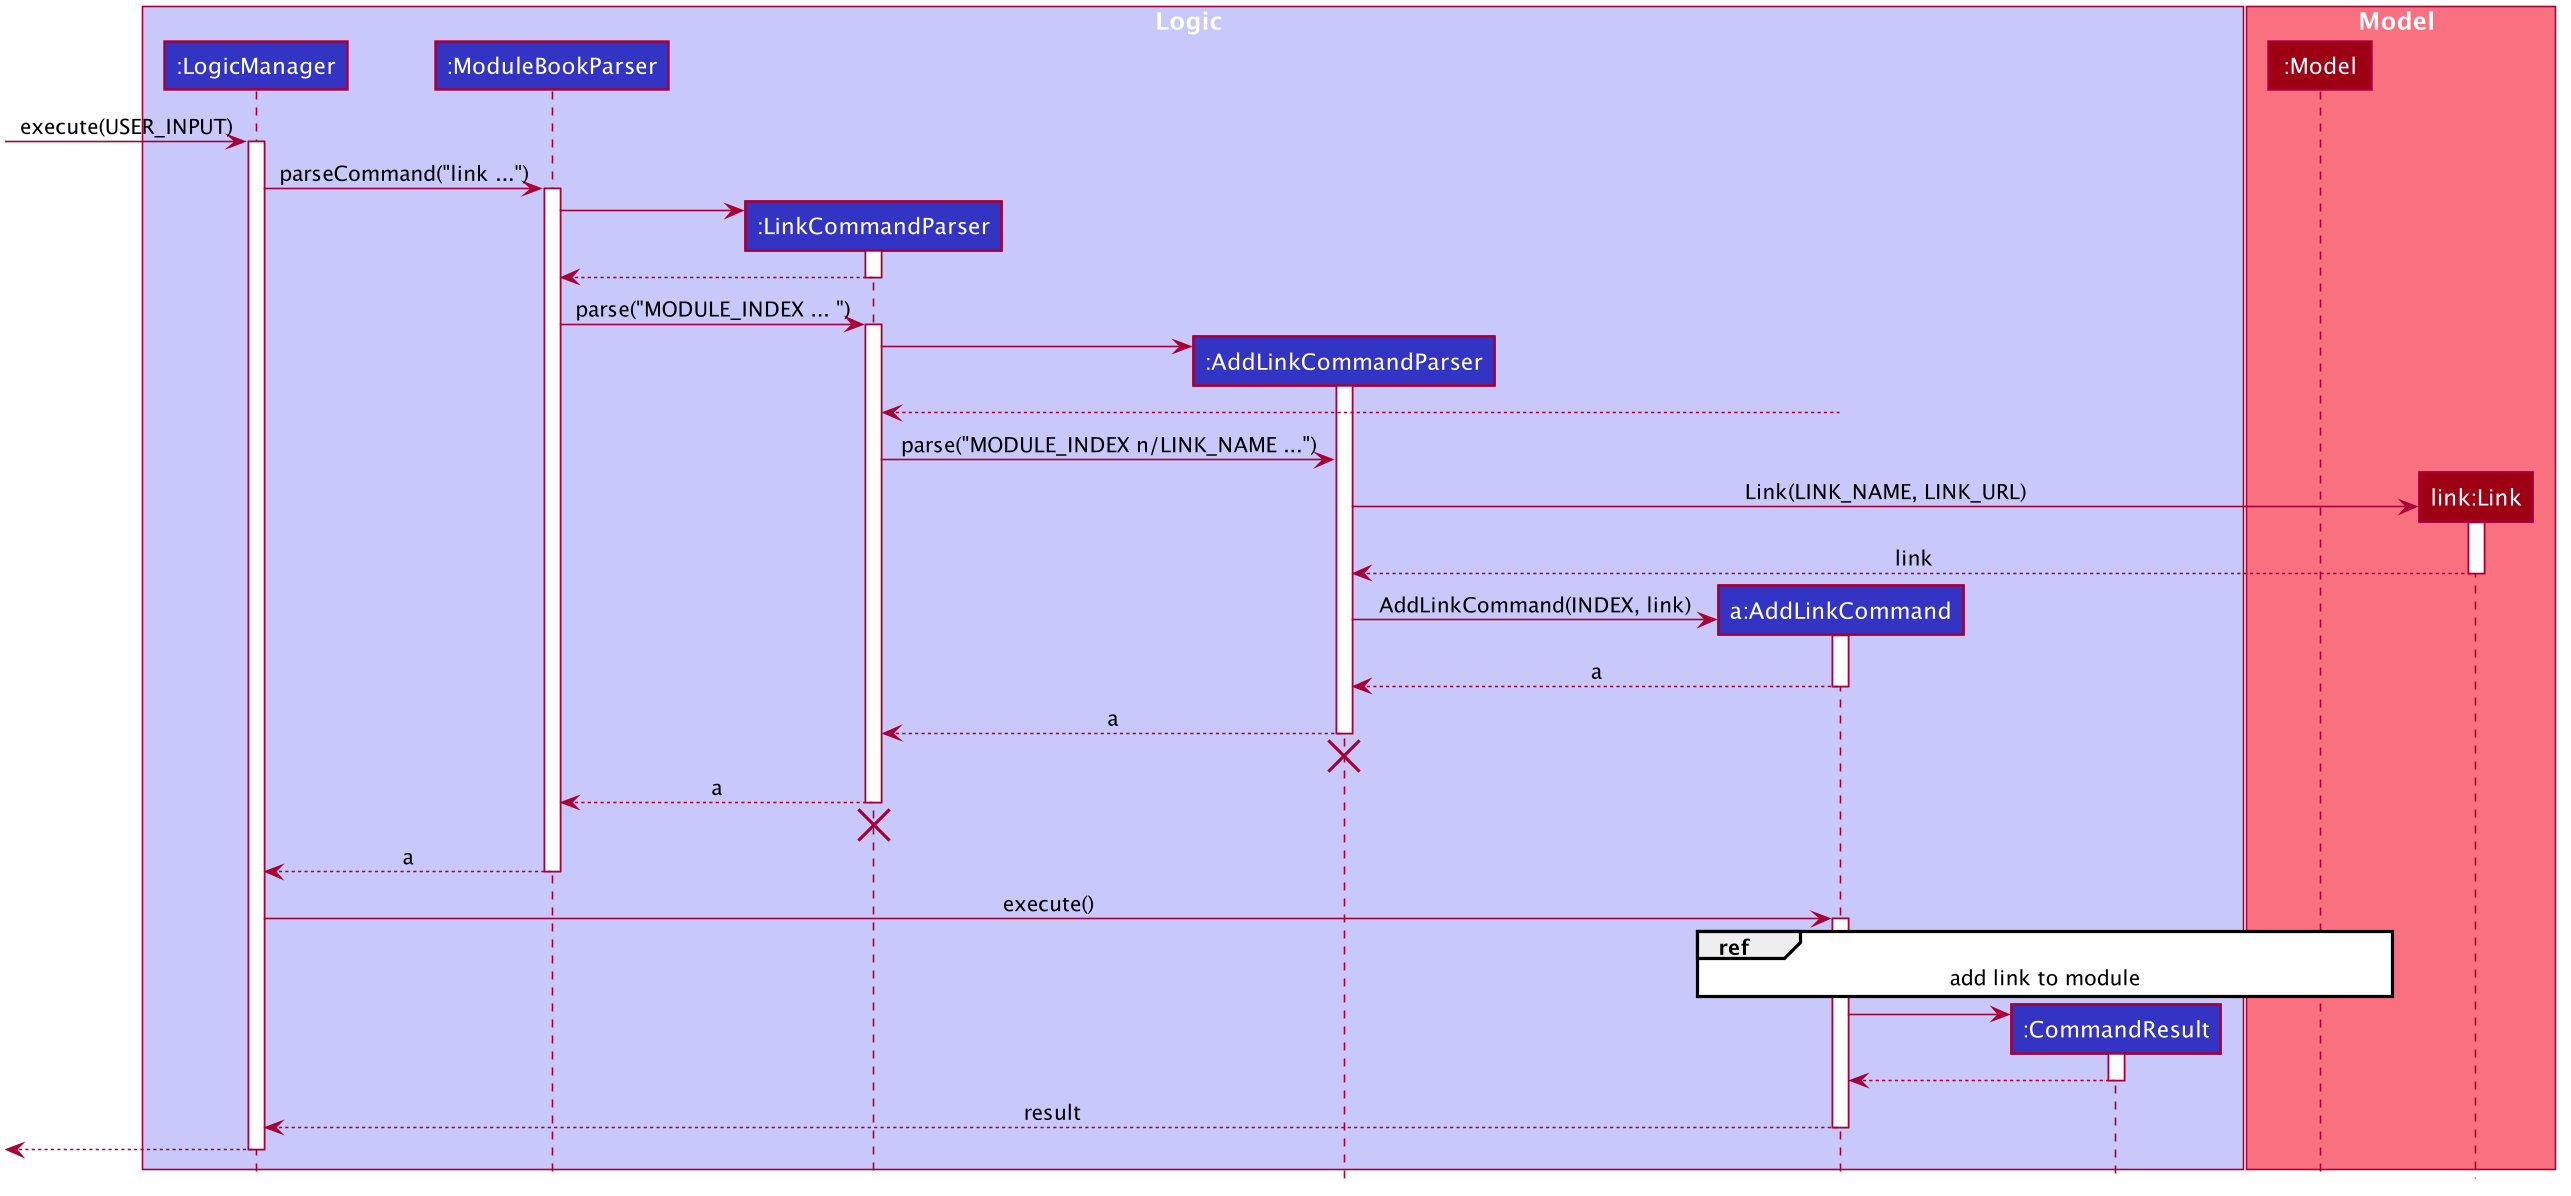 Logic
Model
:LogicManager
:ModuleBookParser
:Model
execute(USER_INPUT)
parseCommand("link ...")
:LinkCommandParser
parse("MODULE_INDEX ... ")
:AddLinkCommandParser
parse("MODULE_INDEX n/LINK_NAME ...")
Link(LINK_NAME, LINK_URL)
link:Link
link
AddLinkCommand(INDEX, link)
a:AddLinkCommand
a
a
a
a
execute()
ref
add link to module
:CommandResult
result